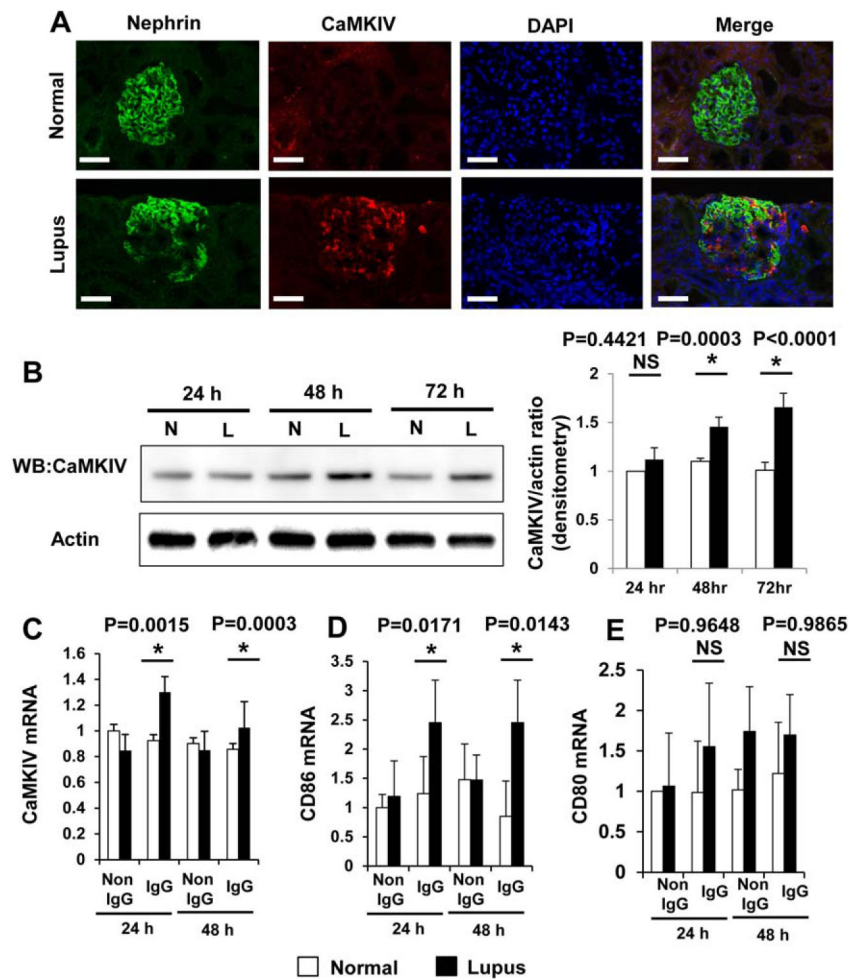 A
Nephrin CaMKIV DAPI Merge
Normal
Lupus
B
24 h 48 h 72 h
N L N L N L
WB:CaMKIV
Actin
P=0.4421 P=0.0003 P<0.0001
NS * *
CaMKIV/actin ratio
(densitometry)
2
1.5
1
0.5
0
24 hr 48hr 72hr
C
P=0.0015 P=0.0003
* *
CaMKIV mRNA
1.6
1.4
1.2
1
0.8
0.6
0.4
0.2
0
Non IgG IgG Non IgG IgG
24 h 48 h
D
P=0.0171 P=0.0143
* *
CD86 mRNA
3.5
3
2.5
2
1.5
1
0.5
0
Non IgG IgG Non IgG IgG
24 h 48 h
E
P=0.9648 P=0.9865
NS NS
CD80 mRNA
2.5
2
1.5
1
0.5
0
Non IgG IgG Non IgG IgG
24 h 48 h
Normal Lupus